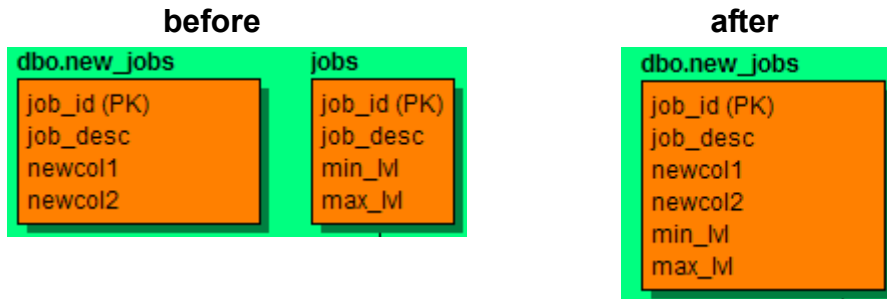 before
after
dbo.new_jobs
job_id (PK)
job_desc
newcol1
newcol2
jobs
job_id (PK)
job_desc
min_lvl
max_lvl
dbo.new_jobs
job_id (PK)
job_desc
newcol1
newcol2
min_lvl
max_lvl